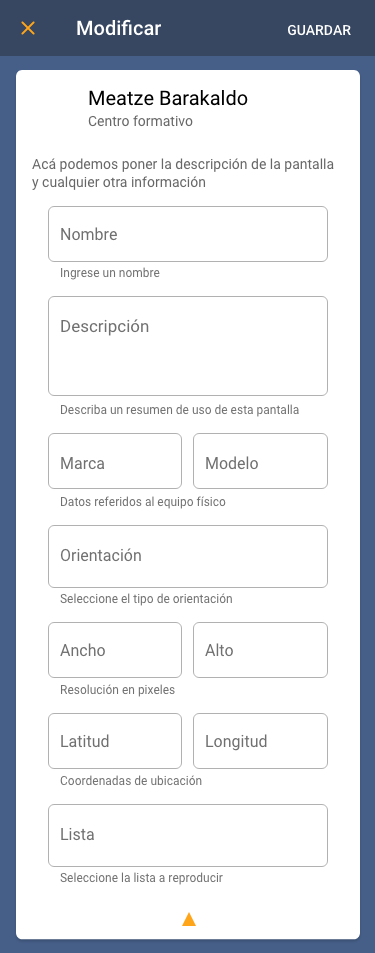 Modificar GUARDAR
Meatze Barakaldo
Centro formativo
Acá podemos poner la descripción de la pantalla
y cualquier otra información
Nombre
Ingrese un nombre
Descripción
Describa un resumen de uso de esta pantalla
Marca Modelo
Datos referidos al equipo físico
Orientación
Seleccione el tipo de orientación
Ancho Alto
Resolución en pixeles
Latitud Longitud
Coordenadas de ubicación
Lista
Seleccione la lista a reproducir